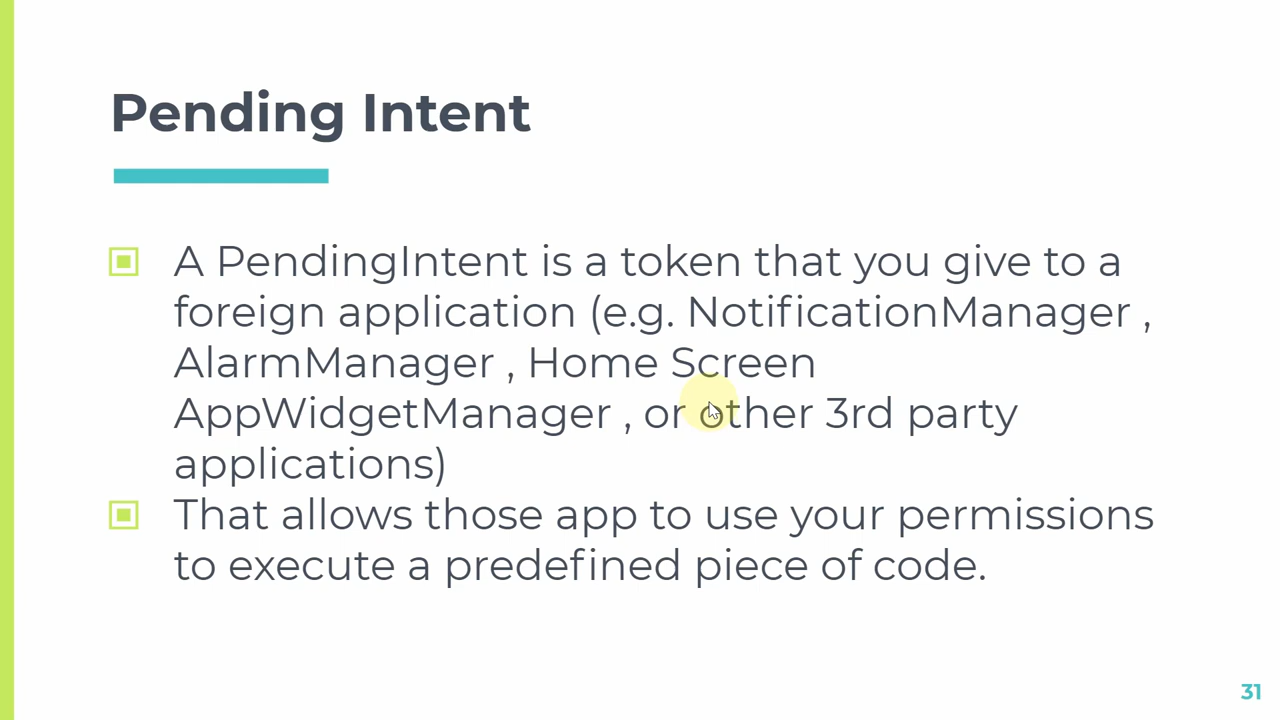 Pending Intent
A PendingIntent is a token that you give to a
foreign application (e.g. NotificationManager ,
AlarmManager , Home Screen
AppWidgetManager , or other 3rd party
applications)
That allows those app to use your permissions
to execute a predefined piece of code.
31